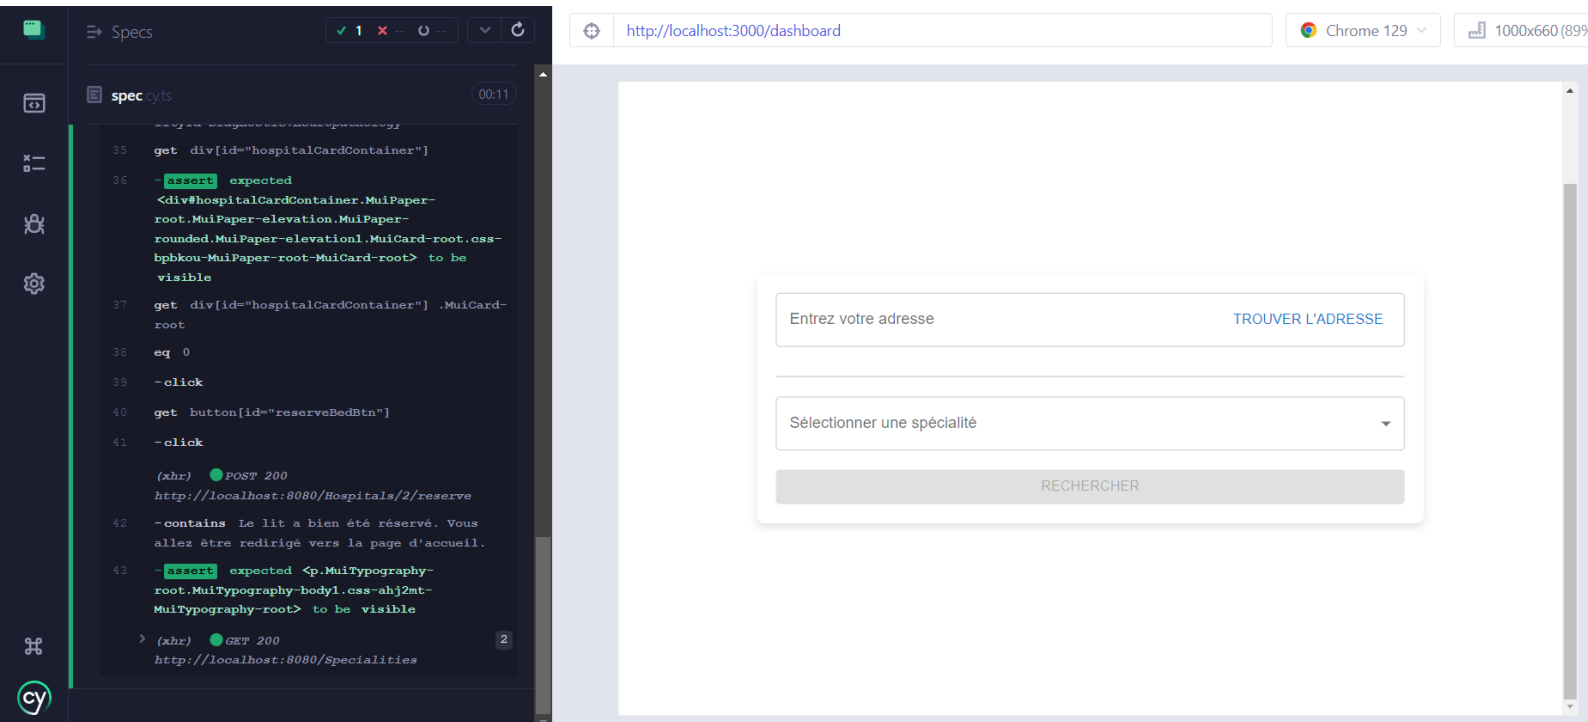 Specs
1
--
--
http://localhost:3000/dashboard
Chrome 129
1000x660 (89%
spec.cy.ts
00:11
35 get div[id="hospitalCardContainer"]
36 -assert expected
<div#hospitalCardContainer.MuiPaper-
root.MuiPaper-elevation.MuiPaper-
rounded.MuiPaper-elevation1.MuiCard-root.css-
bpbkou-MuiPaper-root-MuiCard-root> to be
visible
37 get div[id="hospitalCardContainer"] .MuiCard-
root
38 eq 0
39 -click
40 get button[id="reserveBedBtn"]
41 -click
(xhr) POST 200
http://localhost:8080/Hospitals/2/reserve
42 -contains Le lit a bien été réservé. Vous
allez être redirigé vers la page d'accueil.
43 -assert expected <p.MuiTypography-
root.MuiTypography-body1.css-ahj2mt-
MuiTypography-root> to be visible
(xhr) GET 200 2
http://localhost:8080/Specialities
cy
Entrez votre adresse
TROUVER L'ADRESSE
Sélectionner une spécialité
RECHERCHER